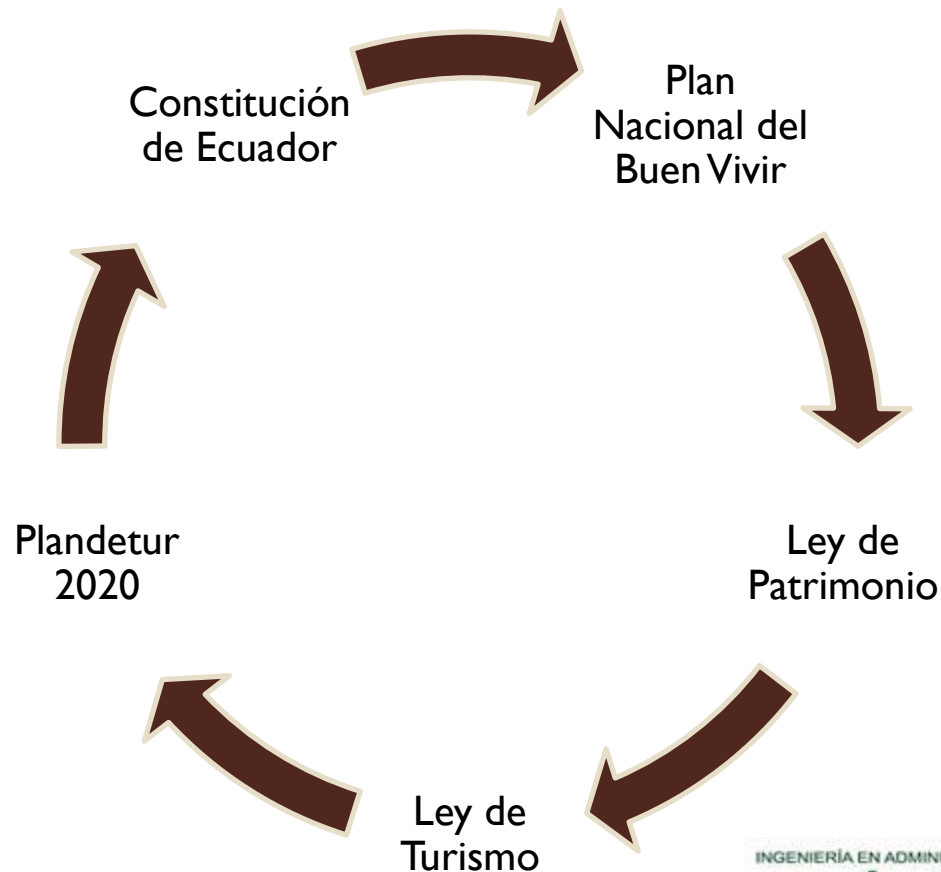 Constitución
de Ecuador
Plan
Nacional del
Buen Vivir
Ley de
Patrimonio
Ley de
Turismo
Plandetur
2020
INGENIERÍA EN ADMINI